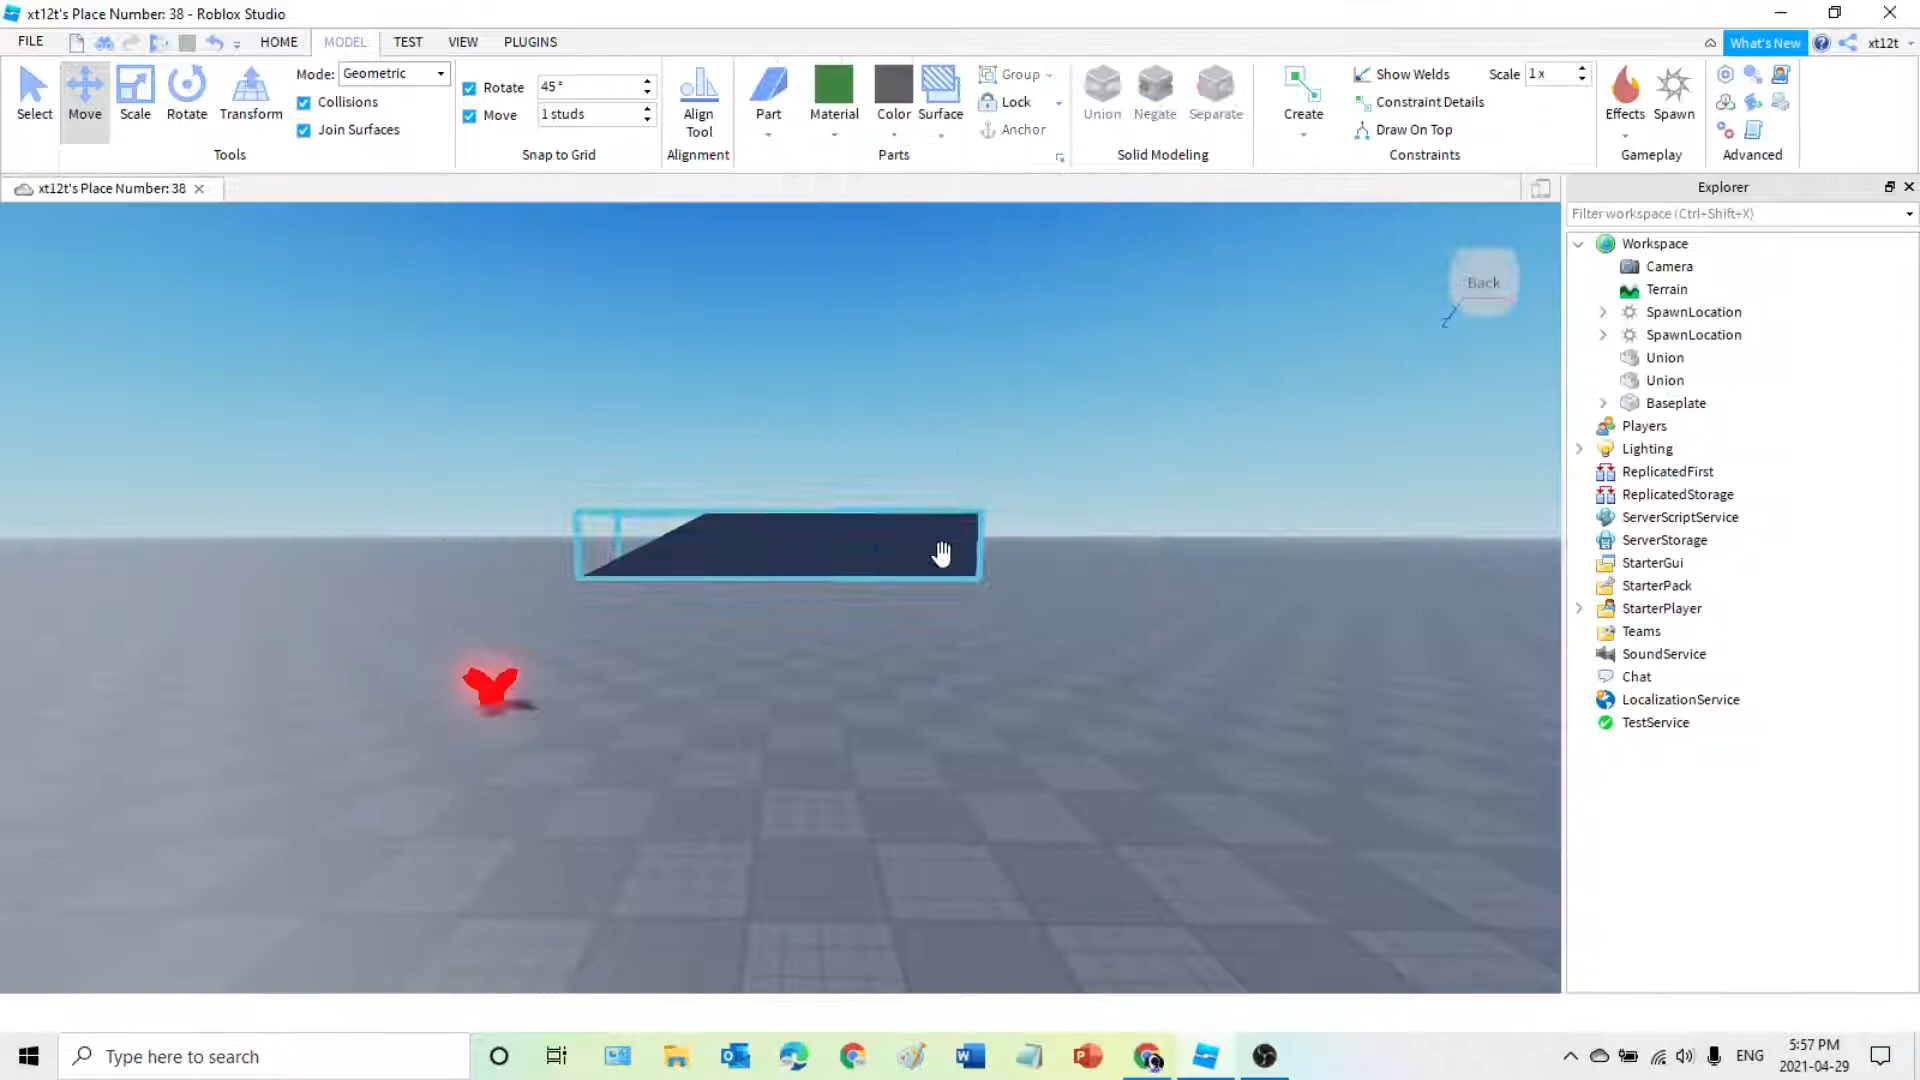 xt12t's Place Number: 38 - Roblox Studio
FILE HOME MODEL TEST VIEW PLUGINS What's New xt12t
Select Move Scale Rotate Transform
Mode: Geometric
Collisions
Join Surfaces
Tools
Rotate 45°
Move 1 studs
Snap to Grid
Align Tool
Alignment
Part Material Color Surface
Group
Lock
Anchor
Parts
Union Negate Separate
Solid Modeling
Create
Show Welds Scale 1x
Constraint Details
Draw On Top
Constraints
Effects Spawn
Gameplay
Advanced
xt12t's Place Number: 38
Back
Z
Explorer
Filter workspace (Ctrl+Shift+X)
Workspace
Camera
Terrain
SpawnLocation
SpawnLocation
Union
Union
Baseplate
Players
Lighting
ReplicatedFirst
ReplicatedStorage
ServerScriptService
ServerStorage
StarterGui
StarterPack
StarterPlayer
Teams
SoundService
Chat
LocalizationService
TestService
Type here to search
ENG
5:57 PM
2021-04-29